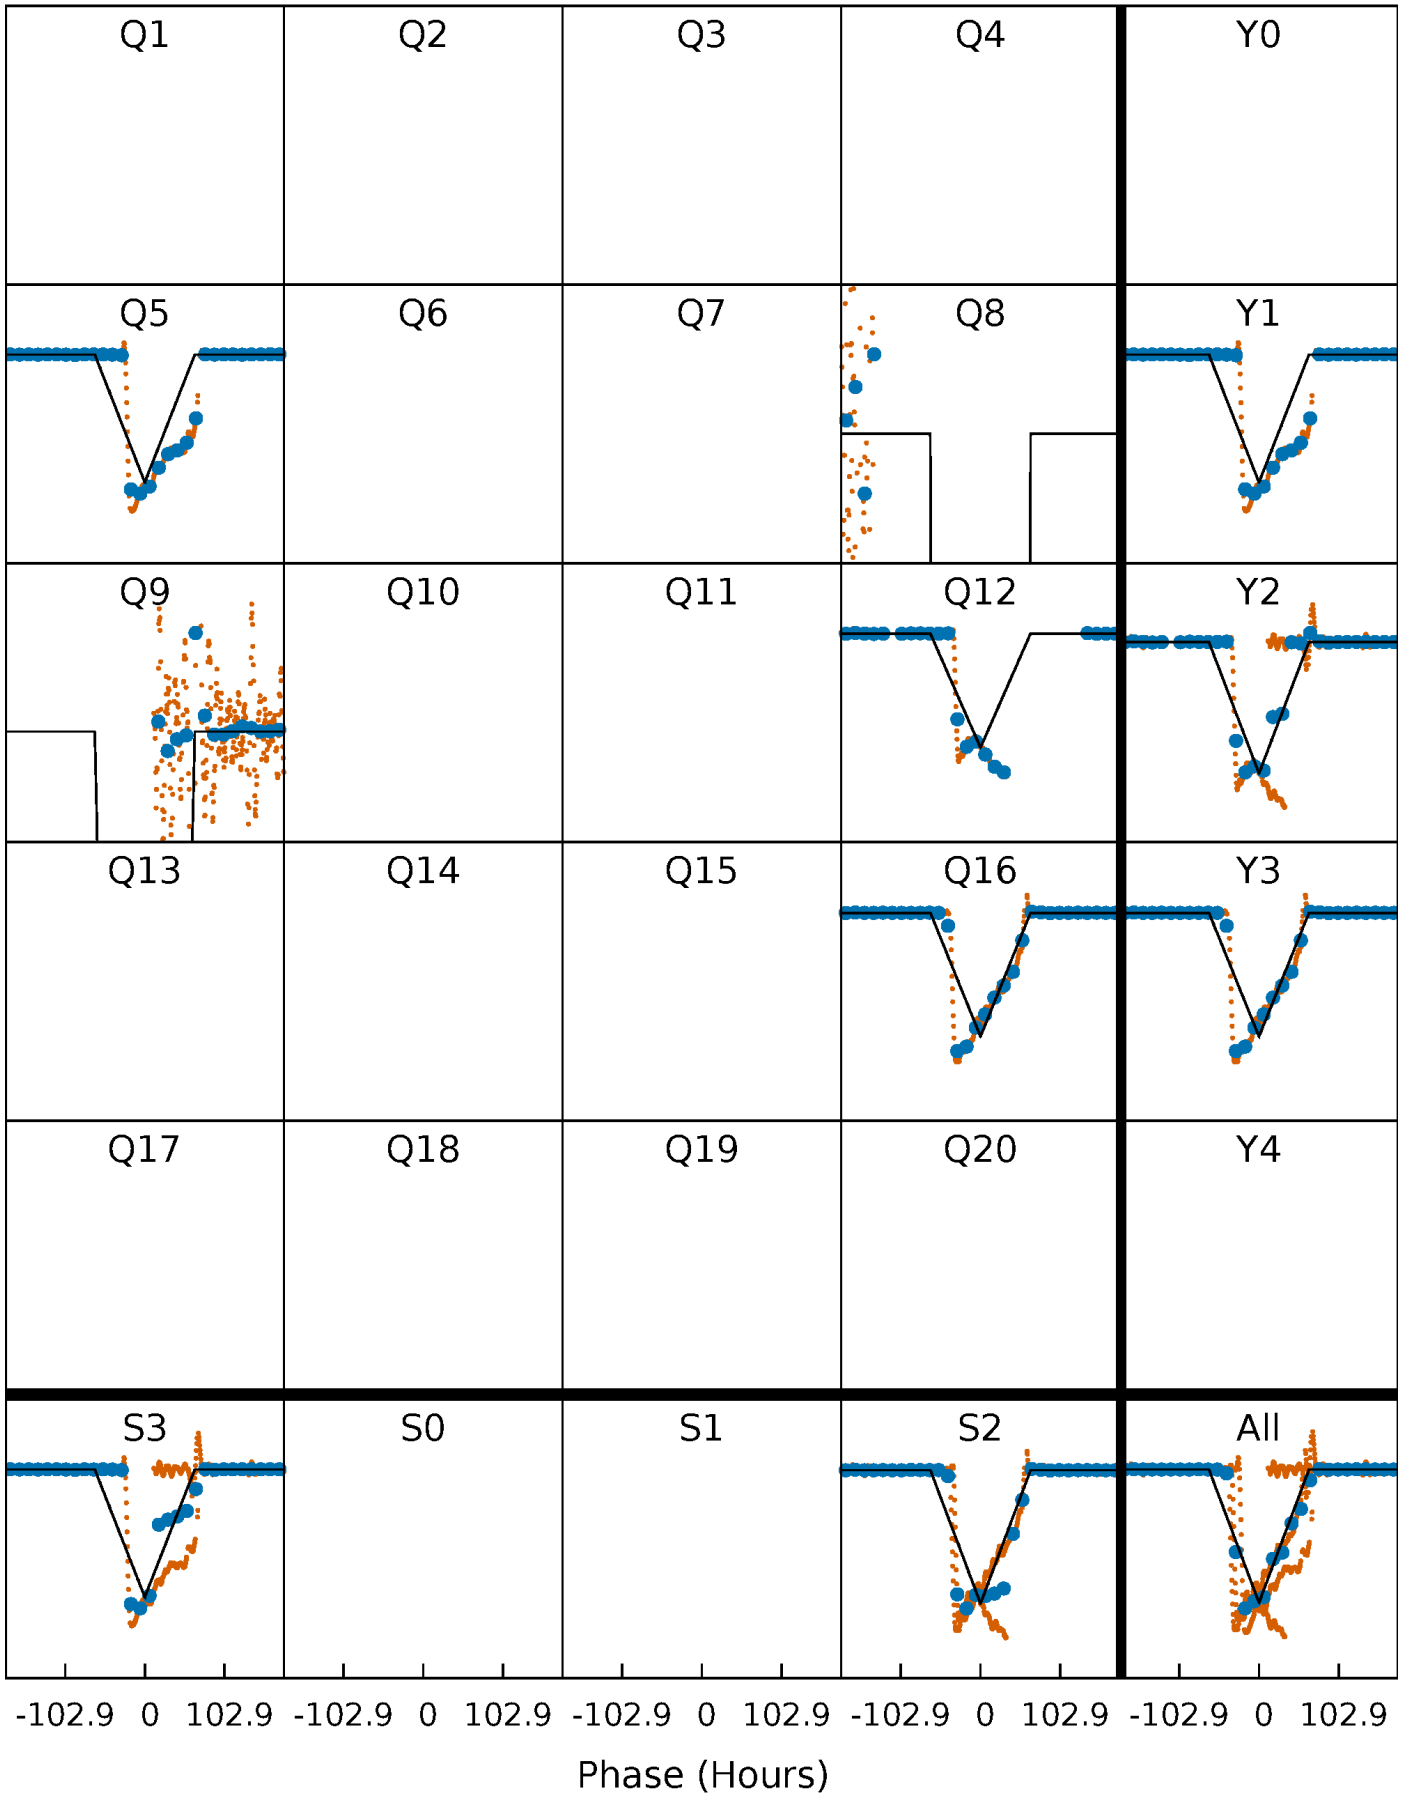 Q1 Q2 Q3 Q4 Y0
Q5 Q6 Q7 Q8 Y1
Q9 Q10 Q11 Q12 Y2
Q13 Q14 Q15 Q16 Y3
Q17 Q18 Q19 Q20 Y4
S3 S0 S1 S2 All
-102.9 0 102.9 -102.9 0 102.9 -102.9 0 102.9 -102.9 0 102.9 -102.9 0 102.9
Phase (Hours)